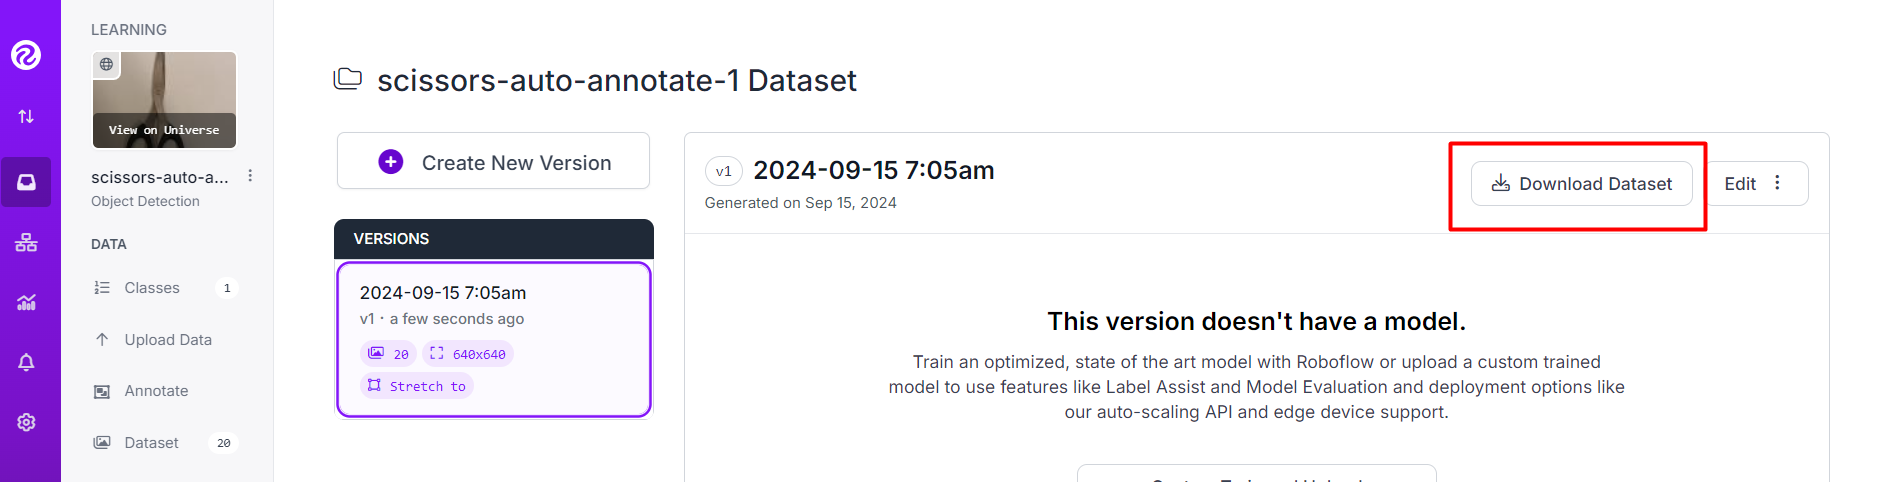 LEARNING
View on Universe
scissors-auto-a...
Object Detection
DATA
Classes 1
Upload Data
Annotate
Dataset 20
scissors-auto-annotate-1 Dataset
Create New Version
VERSIONS
2024-09-15 7:05am
v1 · a few seconds ago
20 640x640
Stretch to
v1 2024-09-15 7:05am
Generated on Sep 15, 2024
Download Dataset
Edit
This version doesn't have a model.
Train an optimized, state of the art model with Roboflow or upload a custom trained
model to use features like Label Assist and Model Evaluation and deployment options like
our auto-scaling API and edge device support.